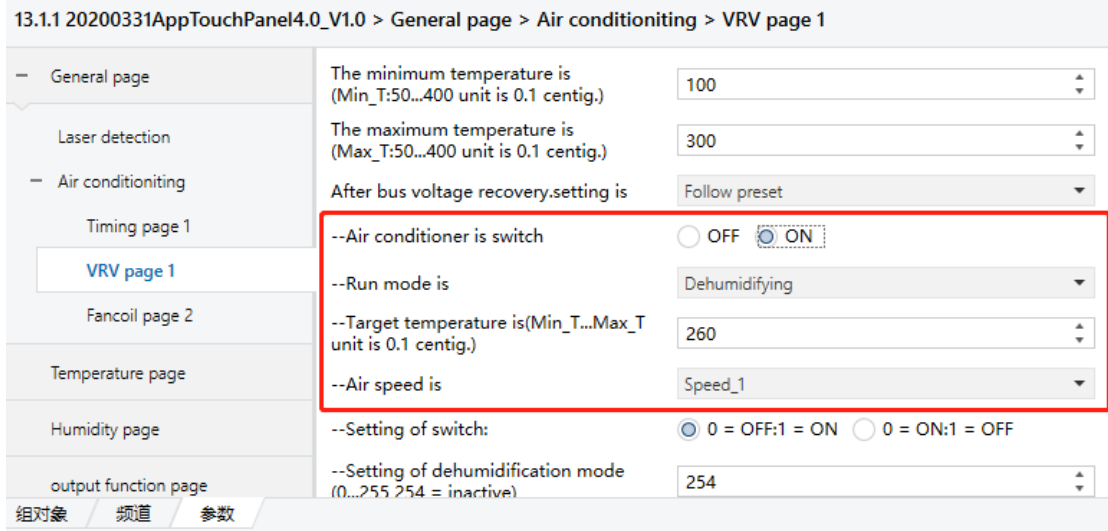 13.1.1 20200331AppTouchPanel4.0_V1.0 > General page > Air conditioniting > VRV page 1
General page
Laser detection
Air conditioniting
Timing page 1
VRV page 1
Fancoil page 2
Temperature page
Humidity page
output function page
The minimum temperature is
(Min_T:50...400 unit is 0.1 centig.)
100
The maximum temperature is
(Max_T:50...400 unit is 0.1 centig.)
300
After bus voltage recovery.setting is
Follow preset
--Air conditioner is switch
OFF ON
--Run mode is
Dehumidifying
--Target temperature is(Min_T...Max_T
unit is 0.1 centig.)
260
--Air speed is
Speed_1
--Setting of switch:
0 = OFF:1 = ON 0 = ON:1 = OFF
--Setting of dehumidification mode
(0...255,254 = inactive)
254
组对象 频道 参数